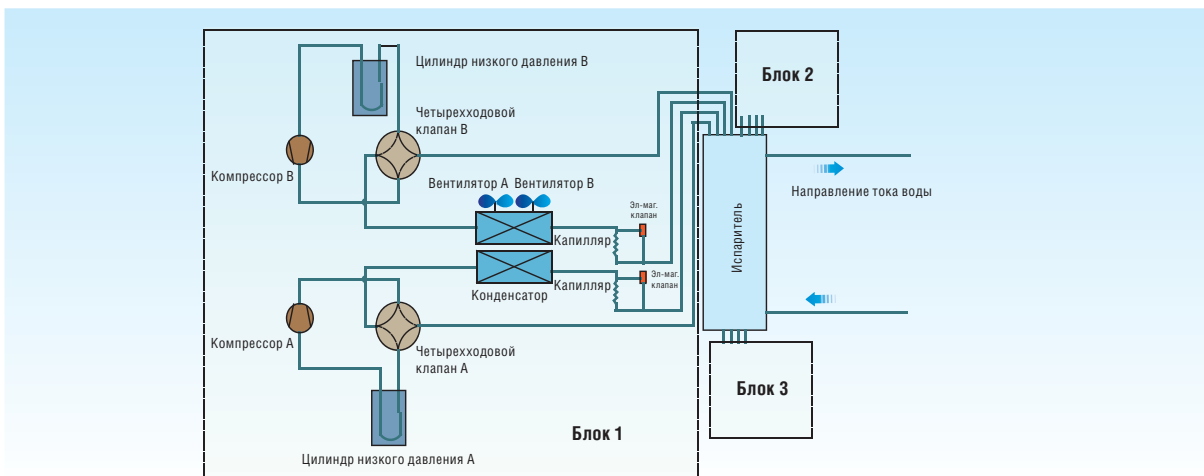 Цилиндр низкого давления В
Блок 2
Четырехходовой
клапан В
Компрессор В
Вентилятор А Вентилятор В
Направление тока воды
Эл-маг.
клапан
Капилляр
Испаритель
Эл-маг.
клапан
Капилляр
Конденсатор
Компрессор А
Четырехходовой
клапан А
Блок 3
Блок 1
Цилиндр низкого давления А